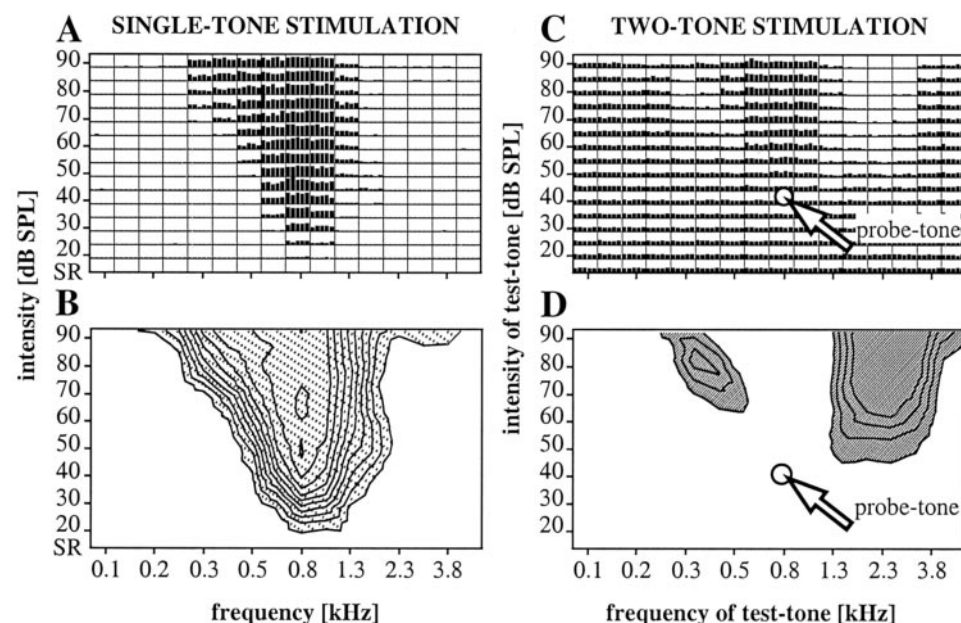 A SINGLE-TONE STIMULATION
90
80
70
60
50
40
30
20
SR
intensity [dB SPL]
B
90
80
70
60
50
40
30
20
SR
0.1 0.2 0.3 0.5 0.8 1.3 2.3 3.8
frequency [kHz]
C TWO-TONE STIMULATION
90
80
70
60
50
40
30
20
SR
probe-tone
intensity of test-tone [dB SPL]
D
90
80
70
60
50
40
30
20
SR
probe-tone
0.1 0.2 0.3 0.5 0.8 1.3 2.3 3.8
frequency of test-tone [kHz]